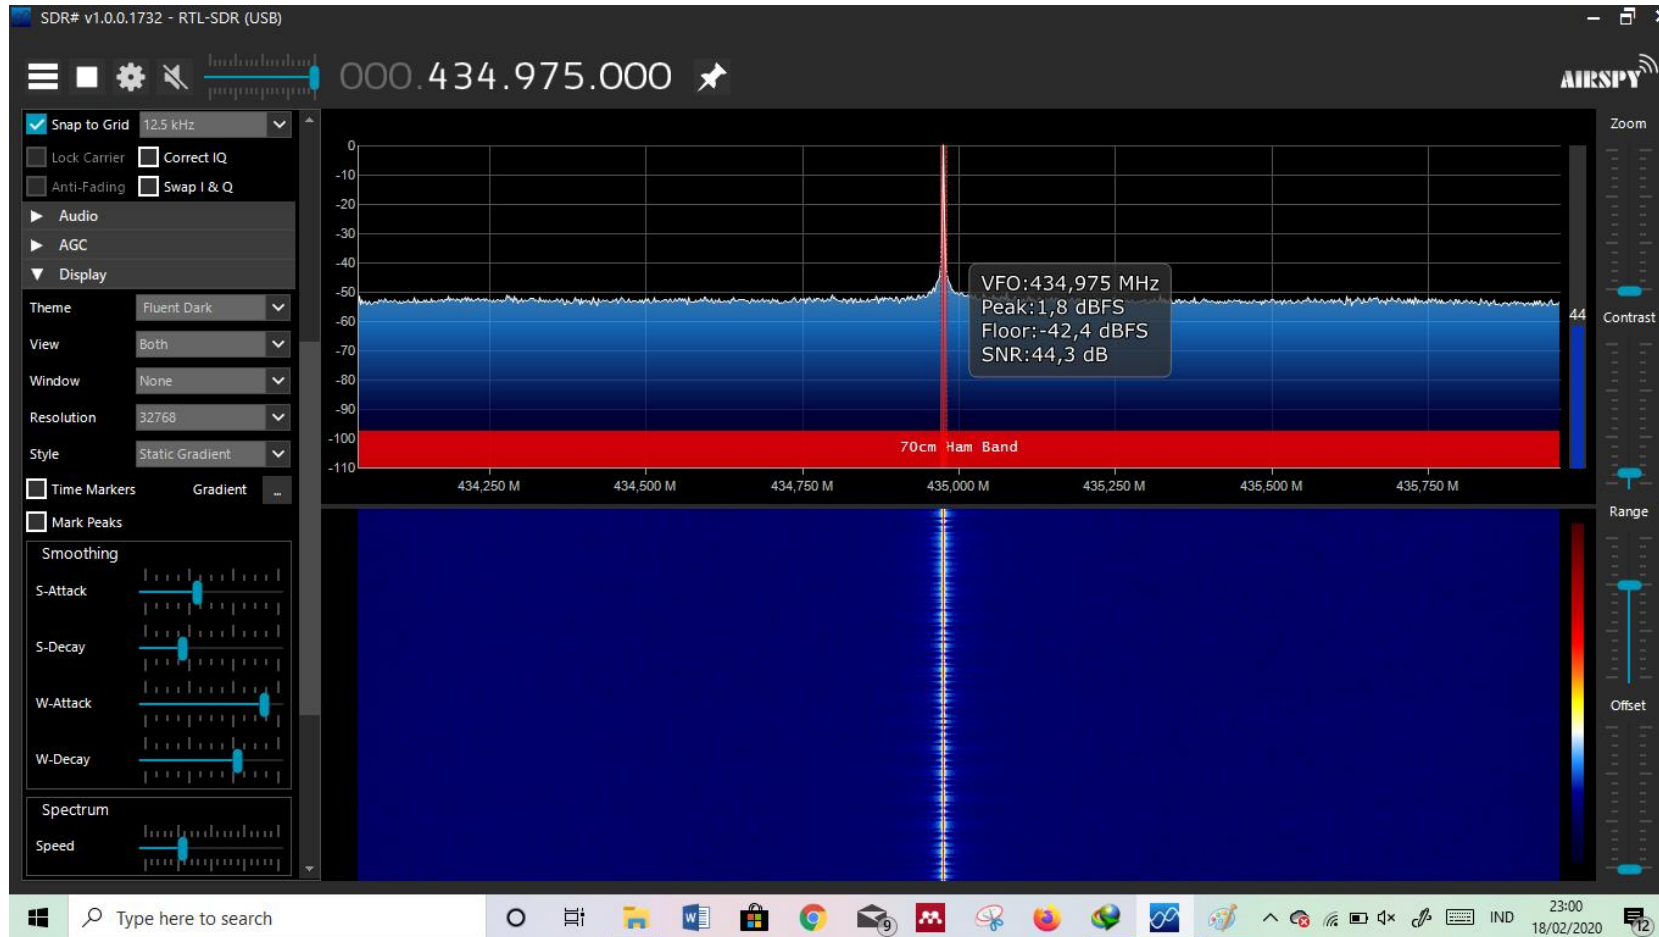 SDR# v1.0.0.1732 - RTL-SDR (USB)
000.434.975.000
AIRSPY
Snap to Grid 12.5 kHz
Lock Carrier Correct IQ
Anti-Fading Swap I & Q
Audio
AGC
Display
Theme Fluent Dark
View Both
Window None
Resolution 32768
Style Static Gradient
Time Markers Gradient ...
Mark Peaks
Smoothing
S-Attack
S-Decay
W-Attack
W-Decay
Spectrum
Speed
0
-10
-20
-30
-40
-50
-60
-70
-80
-90
-100
-110
VFO:434,975 MHz
Peak:1,8 dBFS
Floor:-42,4 dBFS
SNR:44,3 dB
70cm Ham Band
434,250 M 434,500 M 434,750 M 435,000 M 435,250 M 435,500 M 435,750 M
44
Zoom
Contrast
Range
Offset
Type here to search
9
IND
23:00
18/02/2020
12